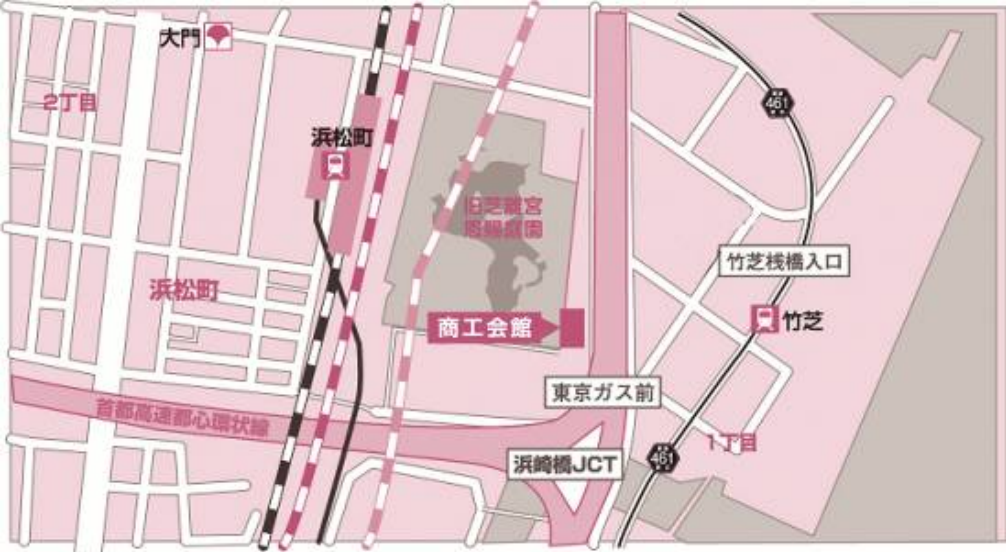 大門
461
2丁目
浜松町
旧芝離宮
恩賜庭園
竹芝桟橋入口
浜松町
竹芝
商工会館
東京ガス前
首都高速都心環状線
1丁目
浜崎橋JCT
461